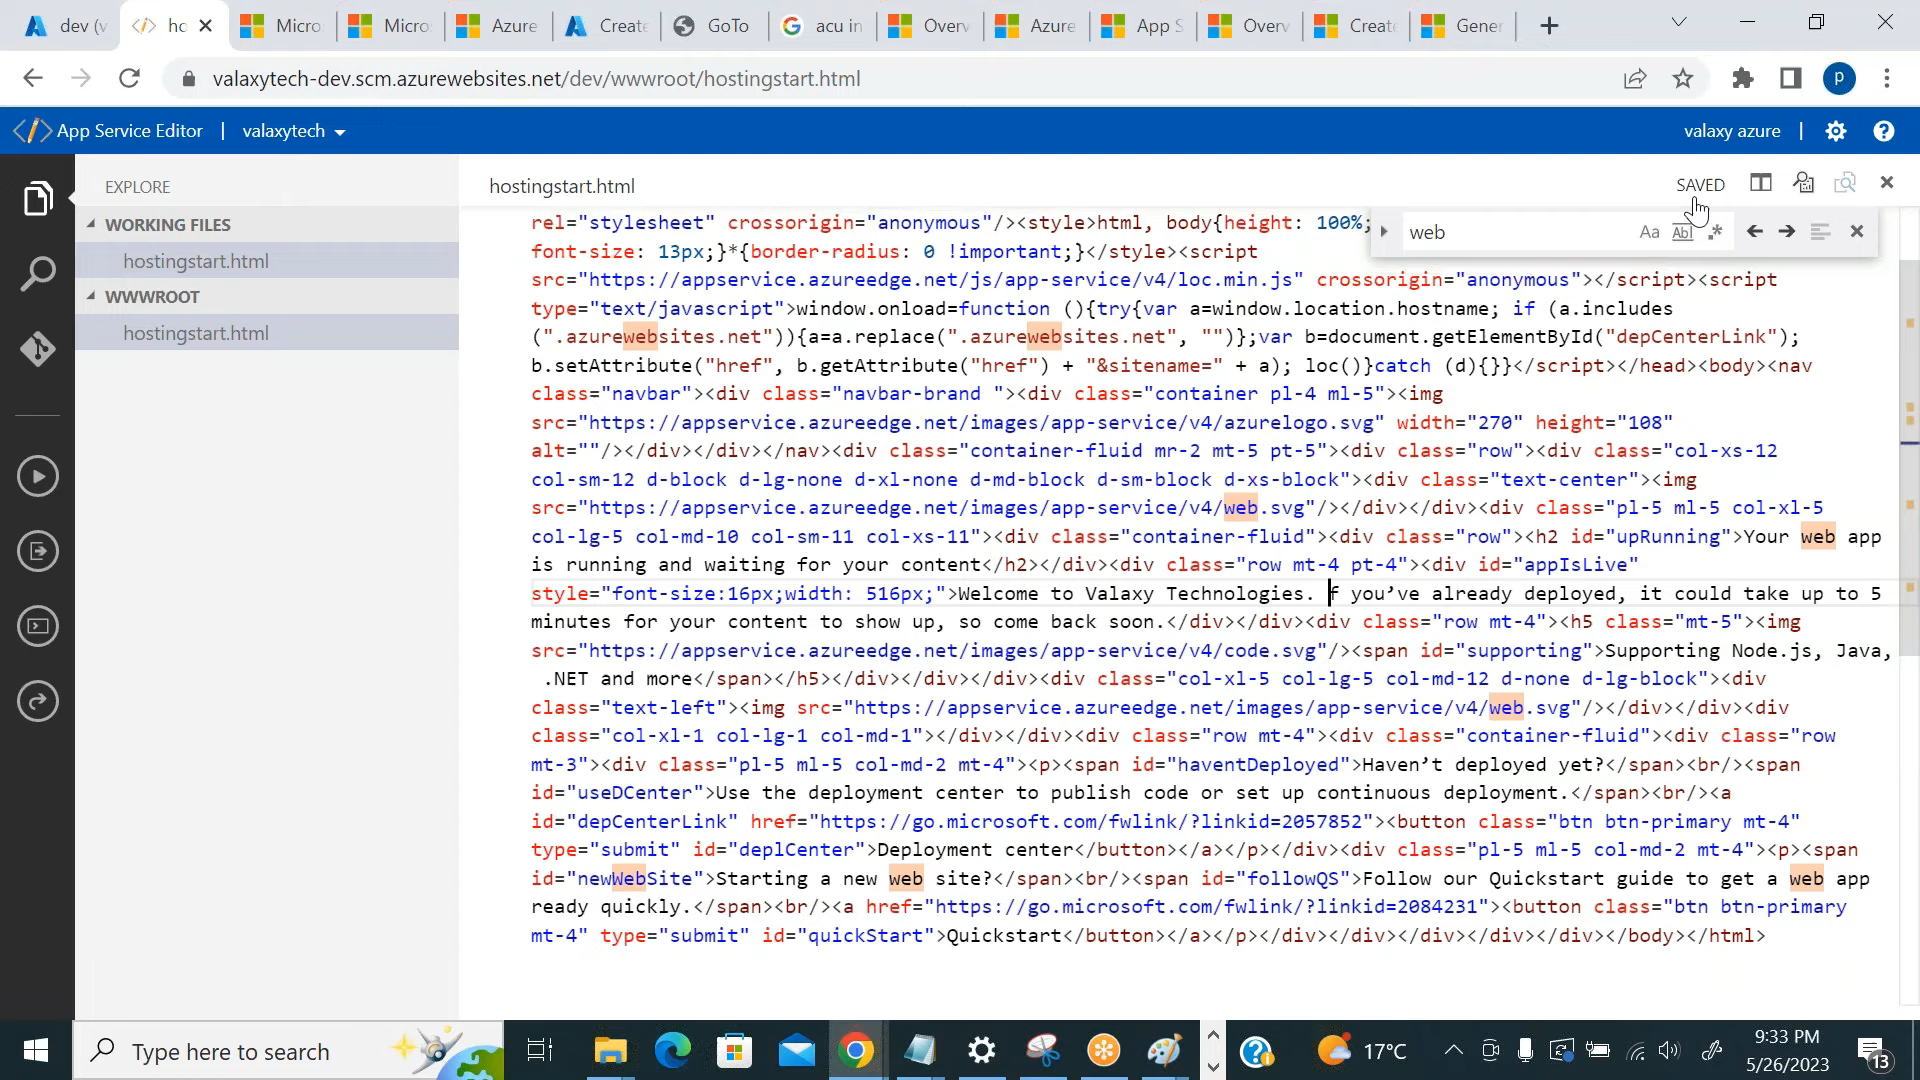 dev (v
hc
Micro
Micro
Azure
Create
GoTo
acu in
Overv
Azure
App S
Overv
Create
Gener
valaxytech-dev.scm.azurewebsites.net/dev/wwwroot/hostingstart.html
p
App Service Editor | valaxytech
valaxy azure |
EXPLORE
WORKING FILES
hostingstart.html
WWWROOT
hostingstart.html
hostingstart.html
SAVED
web
Aa Abl .*
rel="stylesheet" crossorigin="anonymous"/><style>html, body{height: 100%;
font-size: 13px;}*{border-radius: 0 !important;}</style><script
src="https://appservice.azureedge.net/js/app-service/v4/loc.min.js" crossorigin="anonymous"></script><script
type="text/javascript">window.onload=function (){try{var a=window.location.hostname; if (a.includes
(".azurewebsites.net")){a=a.replace(".azurewebsites.net", "")};var b=document.getElementById("depCenterLink");
b.setAttribute("href", b.getAttribute("href") + "&sitename=" + a); loc()}catch (d){}}</script></head><body><nav
class="navbar"><div class="navbar-brand "><div class="container pl-4 ml-5"><img
src="https://appservice.azureedge.net/images/app-service/v4/azurelogo.svg" width="270" height="108"
alt=""/></div></div></nav><div class="container-fluid mr-2 mt-5 pt-5"><div class="row"><div class="col-xs-12
col-sm-12 d-block d-lg-none d-xl-none d-md-block d-sm-block d-xs-block"><div class="text-center"><img
src="https://appservice.azureedge.net/images/app-service/v4/web.svg"/></div></div><div class="pl-5 ml-5 col-xl-5
col-lg-5 col-md-10 col-sm-11 col-xs-11"><div class="container-fluid"><div class="row"><h2 id="upRunning">Your web app
is running and waiting for your content</h2></div><div class="row mt-4 pt-4"><div id="appIsLive"
style="font-size:16px;width: 516px;">Welcome to Valaxy Technologies. If you’ve already deployed, it could take up to 5
minutes for your content to show up, so come back soon.</div></div><div class="row mt-4"><h5 class="mt-5"><img
src="https://appservice.azureedge.net/images/app-service/v4/code.svg"/><span id="supporting">Supporting Node.js, Java,
.NET and more</span></h5></div></div></div><div class="col-xl-5 col-lg-5 col-md-12 d-none d-lg-block"><div
class="text-left"><img src="https://appservice.azureedge.net/images/app-service/v4/web.svg"/></div></div><div
class="col-xl-1 col-lg-1 col-md-1"></div></div><div class="row mt-4"><div class="container-fluid"><div class="row
mt-3"><div class="pl-5 ml-5 col-md-2 mt-4"><p><span id="haventDeployed">Haven’t deployed yet?</span><br/><span
id="useDCenter">Use the deployment center to publish code or set up continuous deployment.</span><br/><a
id="depCenterLink" href="https://go.microsoft.com/fwlink/?linkid=2057852"><button class="btn btn-primary mt-4"
type="submit" id="deplCenter">Deployment center</button></a></p></div><div class="pl-5 ml-5 col-md-2 mt-4"><p><span
id="newWebSite">Starting a new web site?</span><br/><span id="followQS">Follow our Quickstart guide to get a web app
ready quickly.</span><br/><a href="https://go.microsoft.com/fwlink/?linkid=2084231"><button class="btn btn-primary
mt-4" type="submit" id="quickStart">Quickstart</button></a></p></div></div></div></div></div></body></html>
Type here to search
17°C
9:33 PM
5/26/2023
13